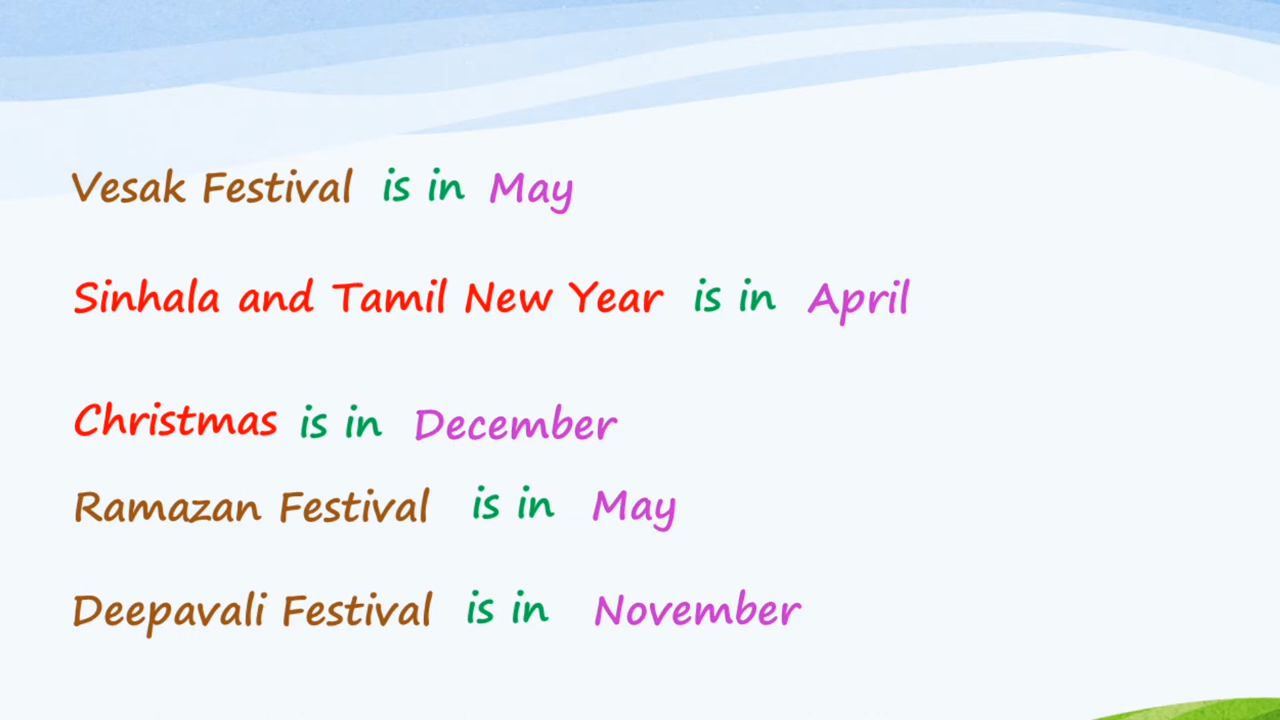 Vesak Festival is in May
Sinhala and Tamil New Year is in April
Christmas is in December
Ramazan Festival is in May
Deepavali Festival is in November